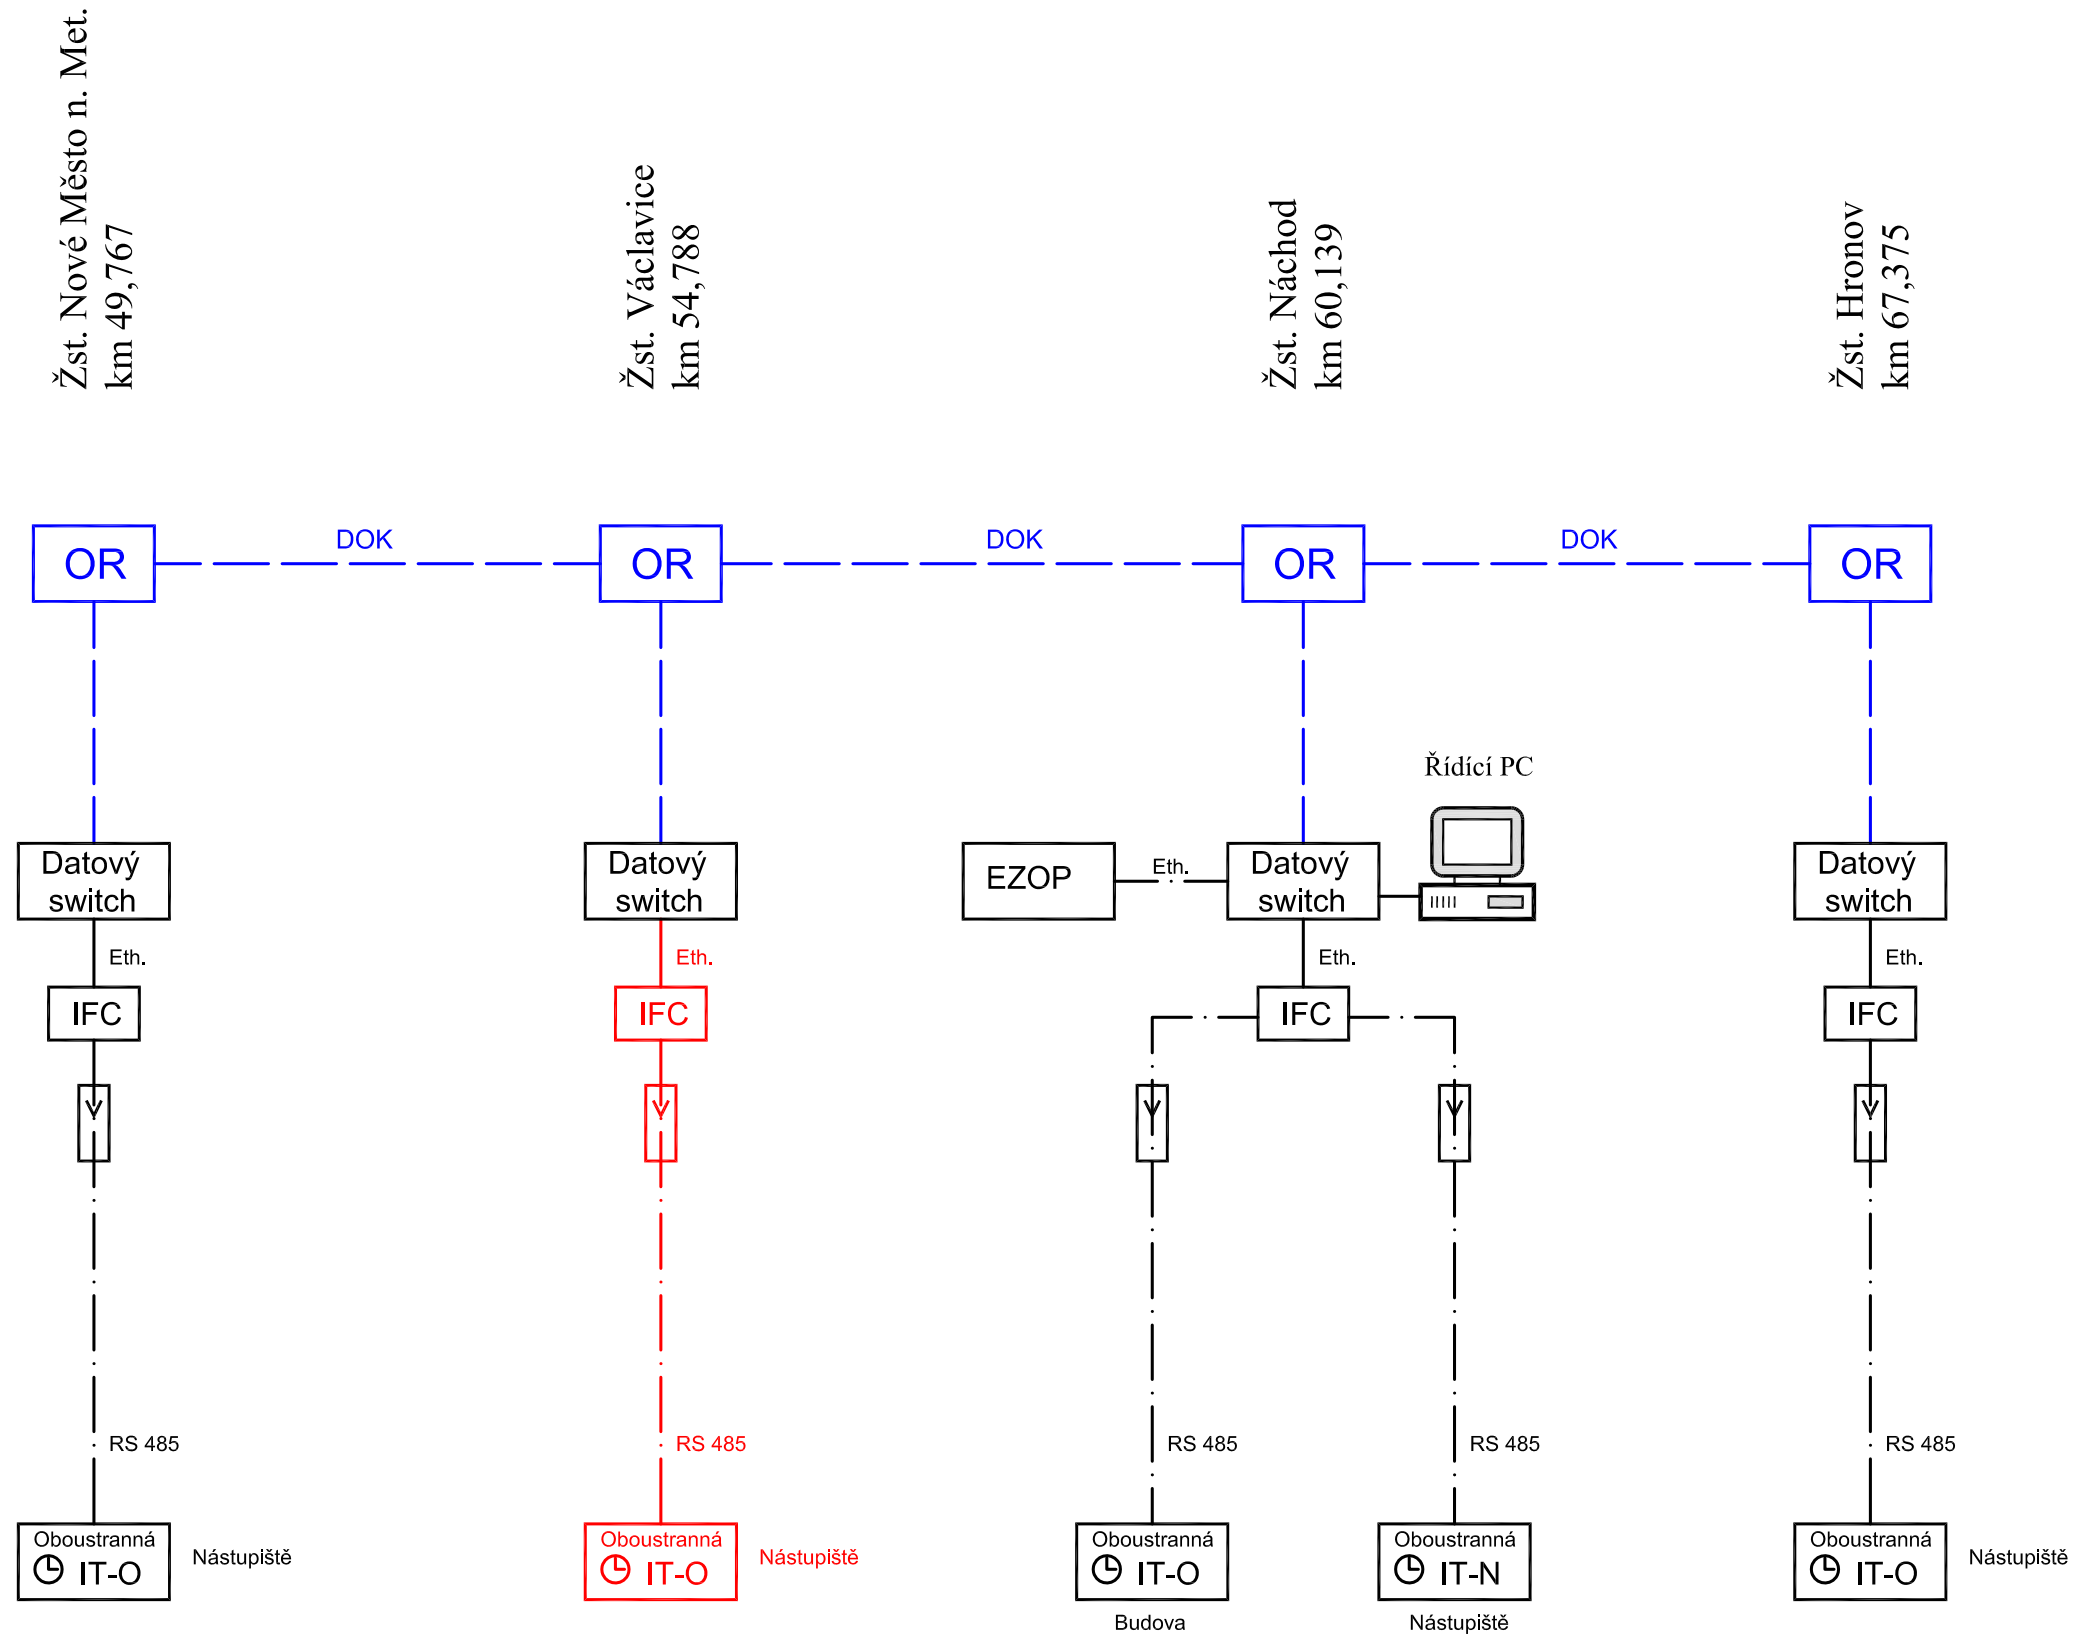 Žst. Nové Město n. Met.
km 49,767
Žst. Václavice
km 54,788
Žst. Náchod
km 60,139
Žst. Hronov
km 67,375
OR
DOK
OR
DOK
OR
DOK
OR
Řídící PC
Datový
switch
Datový
switch
EZOP
Eth.
Datový
switch
Datový
switch
Eth.
Eth.
Eth.
Eth.
IFC
IFC
IFC
IFC
RS 485
RS 485
RS 485
RS 485
RS 485
Oboustranná
IT-O
Nástupiště
Oboustranná
IT-O
Nástupiště
Oboustranná
IT-O
Budova
Oboustranná
IT-N
Nástupiště
Oboustranná
IT-O
Nástupiště